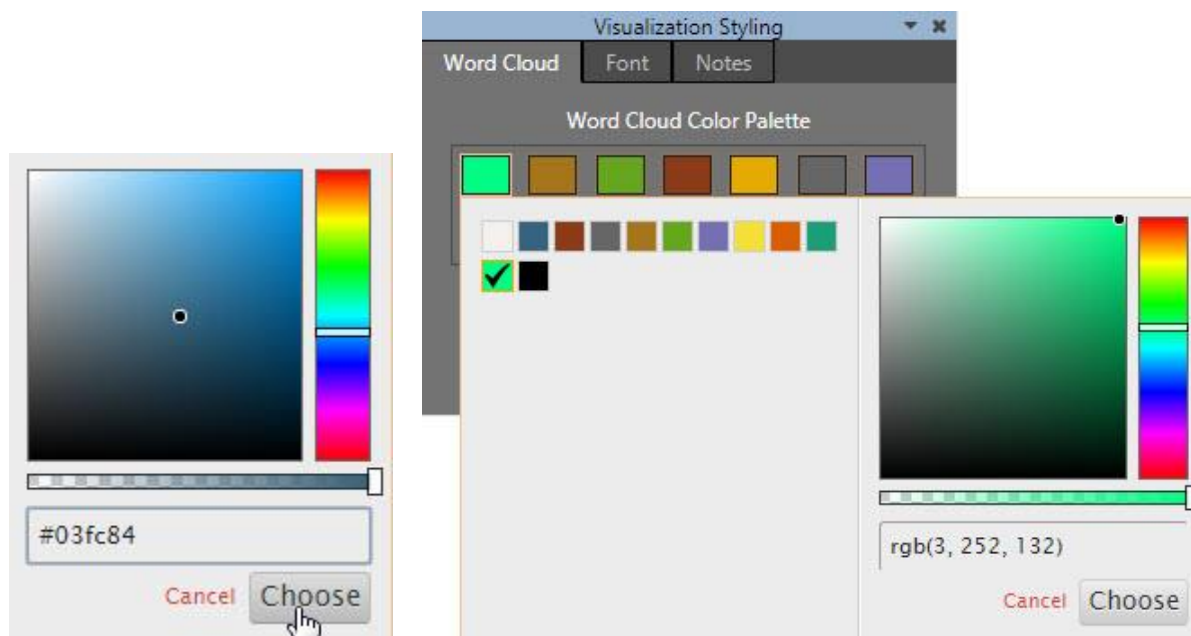 Visualization Styling
Word Cloud Font Notes
Word Cloud Color Palette
#03fc84
Cancel Choose
rgb(3, 252, 132)
Cancel Choose